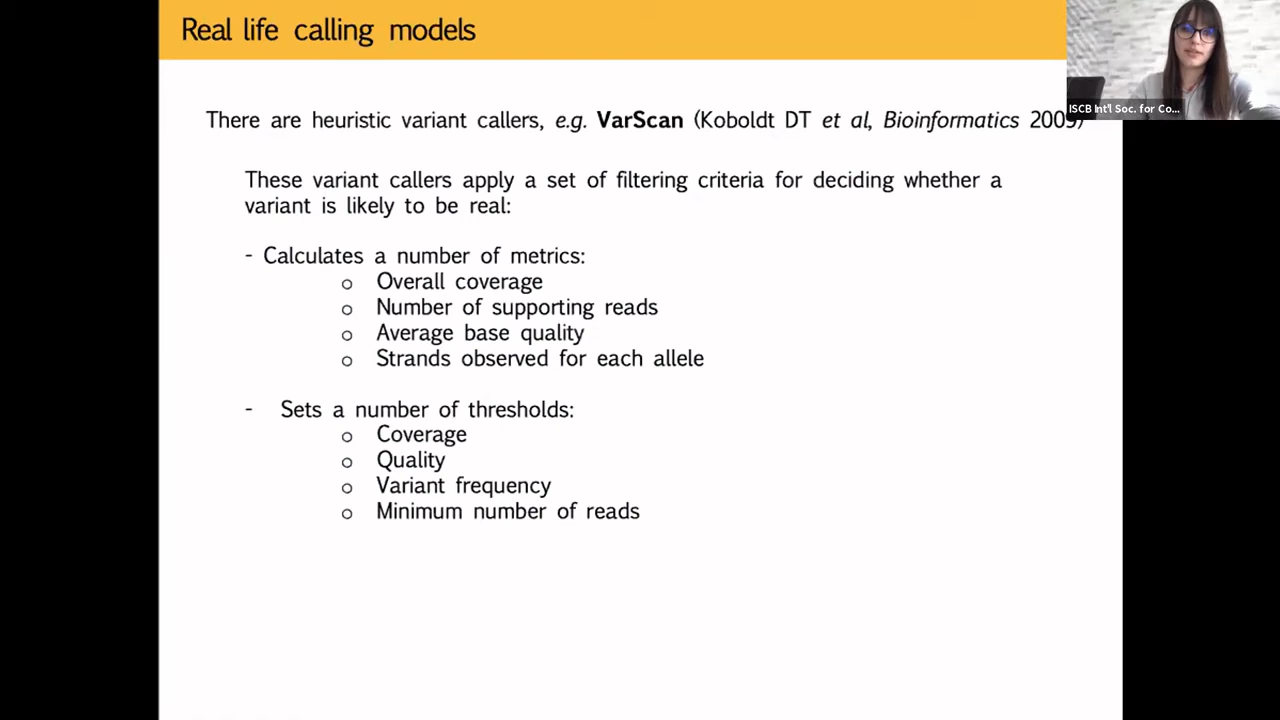 Real life calling models
There are heuristic variant callers, e.g. VarScan (Koboldt DT et al, Bioinformatics 2009)
These variant callers apply a set of filtering criteria for deciding whether a
variant is likely to be real:
- Calculates a number of metrics:
o Overall coverage
o Number of supporting reads
o Average base quality
o Strands observed for each allele
- Sets a number of thresholds:
o Coverage
o Quality
o Variant frequency
o Minimum number of reads
ISCB Int'l Soc. for Co...